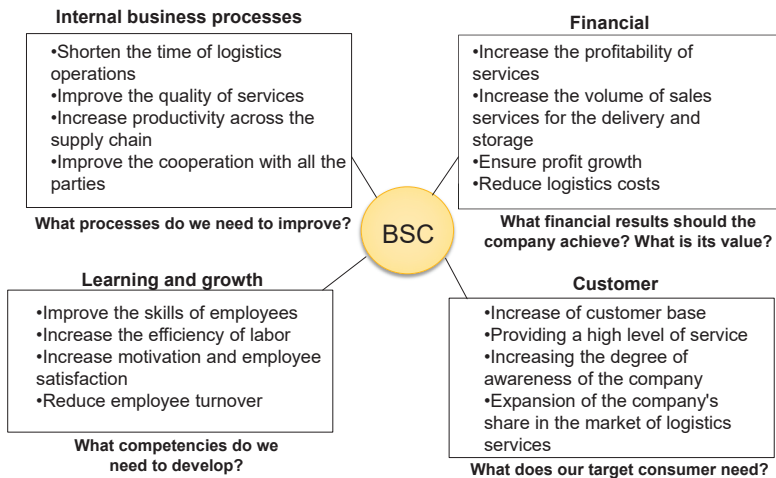 Internal business processes
•Shorten the time of logistics
operations
•Improve the quality of services
•Increase productivity across the
supply chain
•Improve the cooperation with all the
parties
What processes do we need to improve?
Financial
•Increase the profitability of
services
•Increase the volume of sales
services for the delivery and
storage
•Ensure profit growth
•Reduce logistics costs
What financial results should the
company achieve? What is its value?
BSC
Learning and growth
•Improve the skills of employees
•Increase the efficiency of labor
•Increase motivation and employee
satisfaction
•Reduce employee turnover
What competencies do we
need to develop?
Customer
•Increase of customer base
•Providing a high level of service
•Increasing the degree of
awareness of the company
•Expansion of the company's
share in the market of logistics
services
What does our target consumer need?